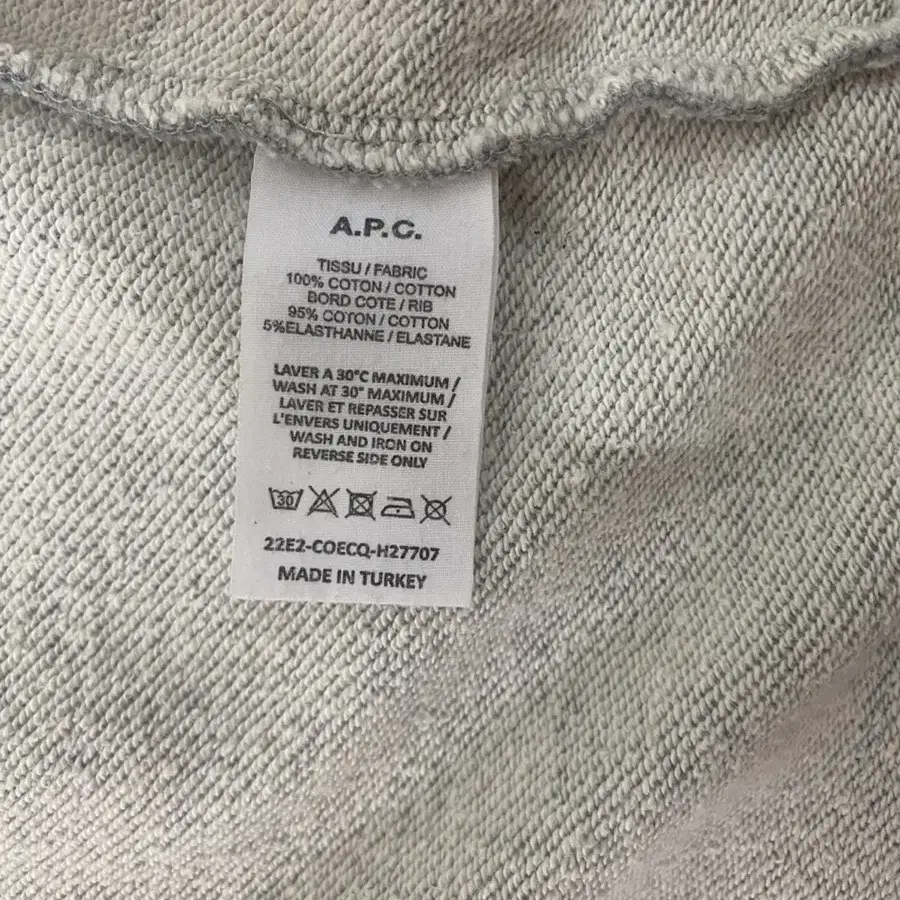 A.P.C.
TISSU / FABRIC
100% COTON / COTTON
BORD COTE / RIB
95% COTON / COTTON
5%ELASTHANNE / ELASTANE
LAVER A 30°C MAXIMUM /
WASH AT 30° MAXIMUM /
LAVER ET REPASSER SUR
L'ENVERS UNIQUEMENT /
WASH AND IRON ON
REVERSE SIDE ONLY
30
22E2-COECQ-H27707
MADE IN TURKEY